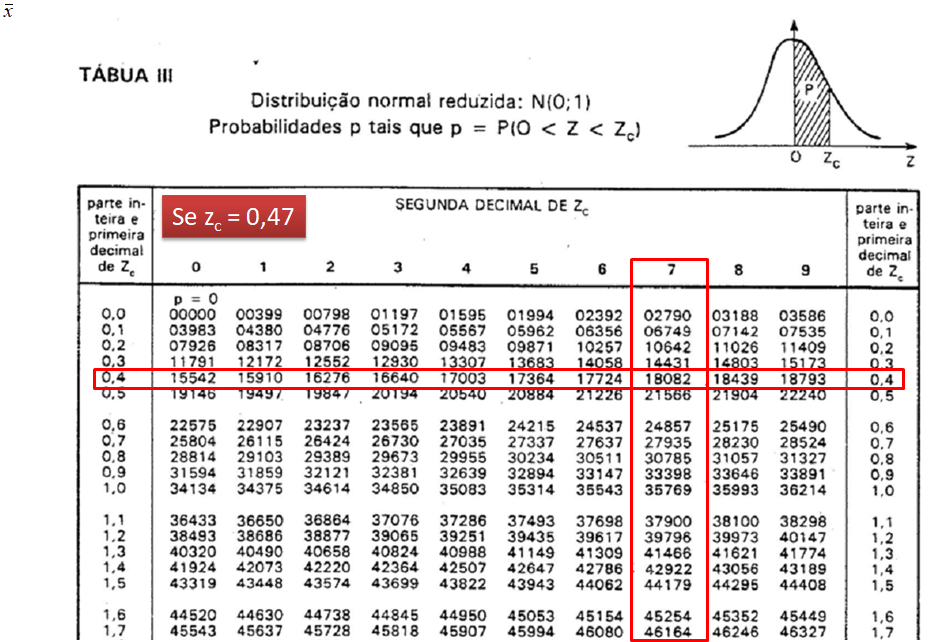 x̄
TÁBUA III
Distribuição normal reduzida: N(0;1)
Probabilidades p tais que p = P(0 < Z < Zc)
P
0 Zc Z
parte in-
teira e
primeira
decimal
de Zc
Se zc = 0,47
SEGUNDA DECIMAL DE Zc
parte in-
teira e
primeira
decimal
de Zc
0 1 2 3 4 5 6 7 8 9
p = 0
0,0 00000 00399 00798 01197 01595 01994 02392 02790 03188 03586 0,0
0,1 03983 04380 04776 05172 05567 05962 06356 06749 07142 07535 0,1
0,2 07926 08317 08706 09095 09483 09871 10257 10642 11026 11409 0,2
0,3 11791 12172 12552 12930 13307 13683 14058 14431 14803 15173 0,3
0,4 15542 15910 16276 16640 17003 17364 17724 18082 18439 18793 0,4
0,5 19146 19497 19847 20194 20540 20884 21226 21566 21904 22240 0,5
0,6 22575 22907 23237 23565 23891 24215 24537 24857 25175 25490 0,6
0,7 25804 26115 26424 26730 27035 27337 27637 27935 28230 28524 0,7
0,8 28814 29103 29389 29673 29955 30234 30511 30785 31057 31327 0,8
0,9 31594 31859 32121 32381 32639 32894 33147 33398 33646 33891 0,9
1,0 34134 34375 34614 34850 35083 35314 35543 35769 35993 36214 1,0
1,1 36433 36650 36864 37076 37286 37493 37698 37900 38100 38298 1,1
1,2 38493 38686 38877 39065 39251 39435 39617 39796 39973 40147 1,2
1,3 40320 40490 40658 40824 40988 41149 41309 41466 41621 41774 1,3
1,4 41924 42073 42220 42364 42507 42647 42786 42922 43056 43189 1,4
1,5 43319 43448 43574 43699 43822 43943 44062 44179 44295 44408 1,5
1,6 44520 44630 44738 44845 44950 45053 45154 45254 45352 45449 1,6
1,7 45543 45637 45728 45818 45907 45994 46080 46164 46246 46327 1,7